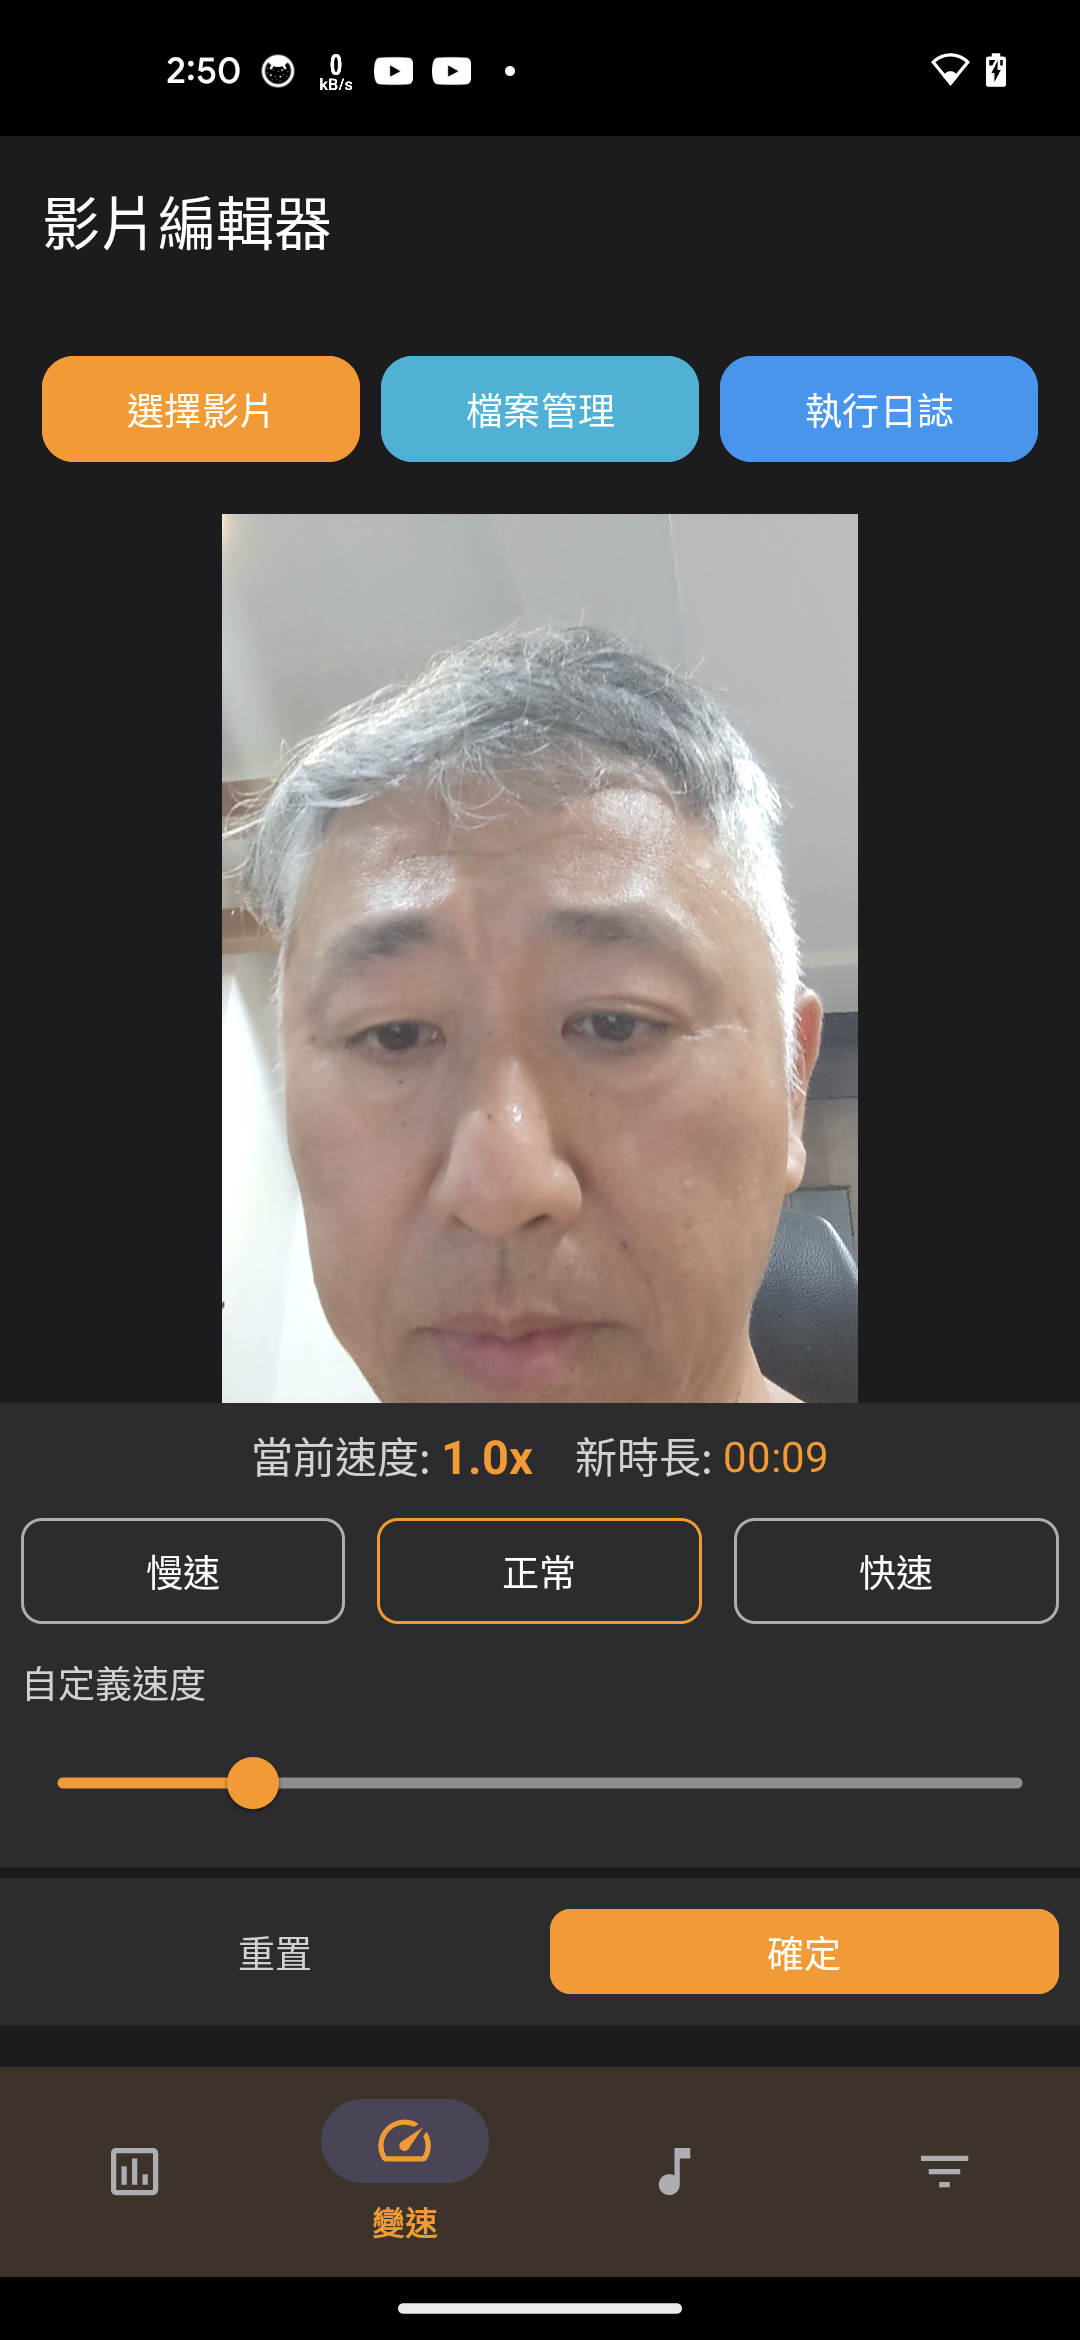 2:50
0
kB/s
影片編輯器
選擇影片
檔案管理
執行日誌
當前速度: 1.0x 新時長: 00:09
慢速
正常
快速
自定義速度
重置
確定
變速